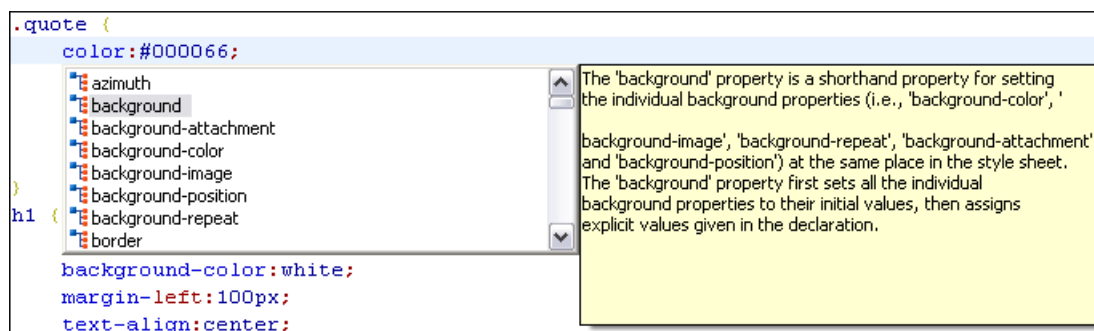 .quote {
color:#000066;
azimuth
background
background-attachment
background-color
background-image
background-position
background-repeat
border
The 'background' property is a shorthand property for setting
the individual background properties (i.e., 'background-color', '
background-image', 'background-repeat', 'background-attachment'
and 'background-position') at the same place in the style sheet.
The 'background' property first sets all the individual
background properties to their initial values, then assigns
explicit values given in the declaration.
}
h1 {
background-color:white;
margin-left:100px;
text-align:center;